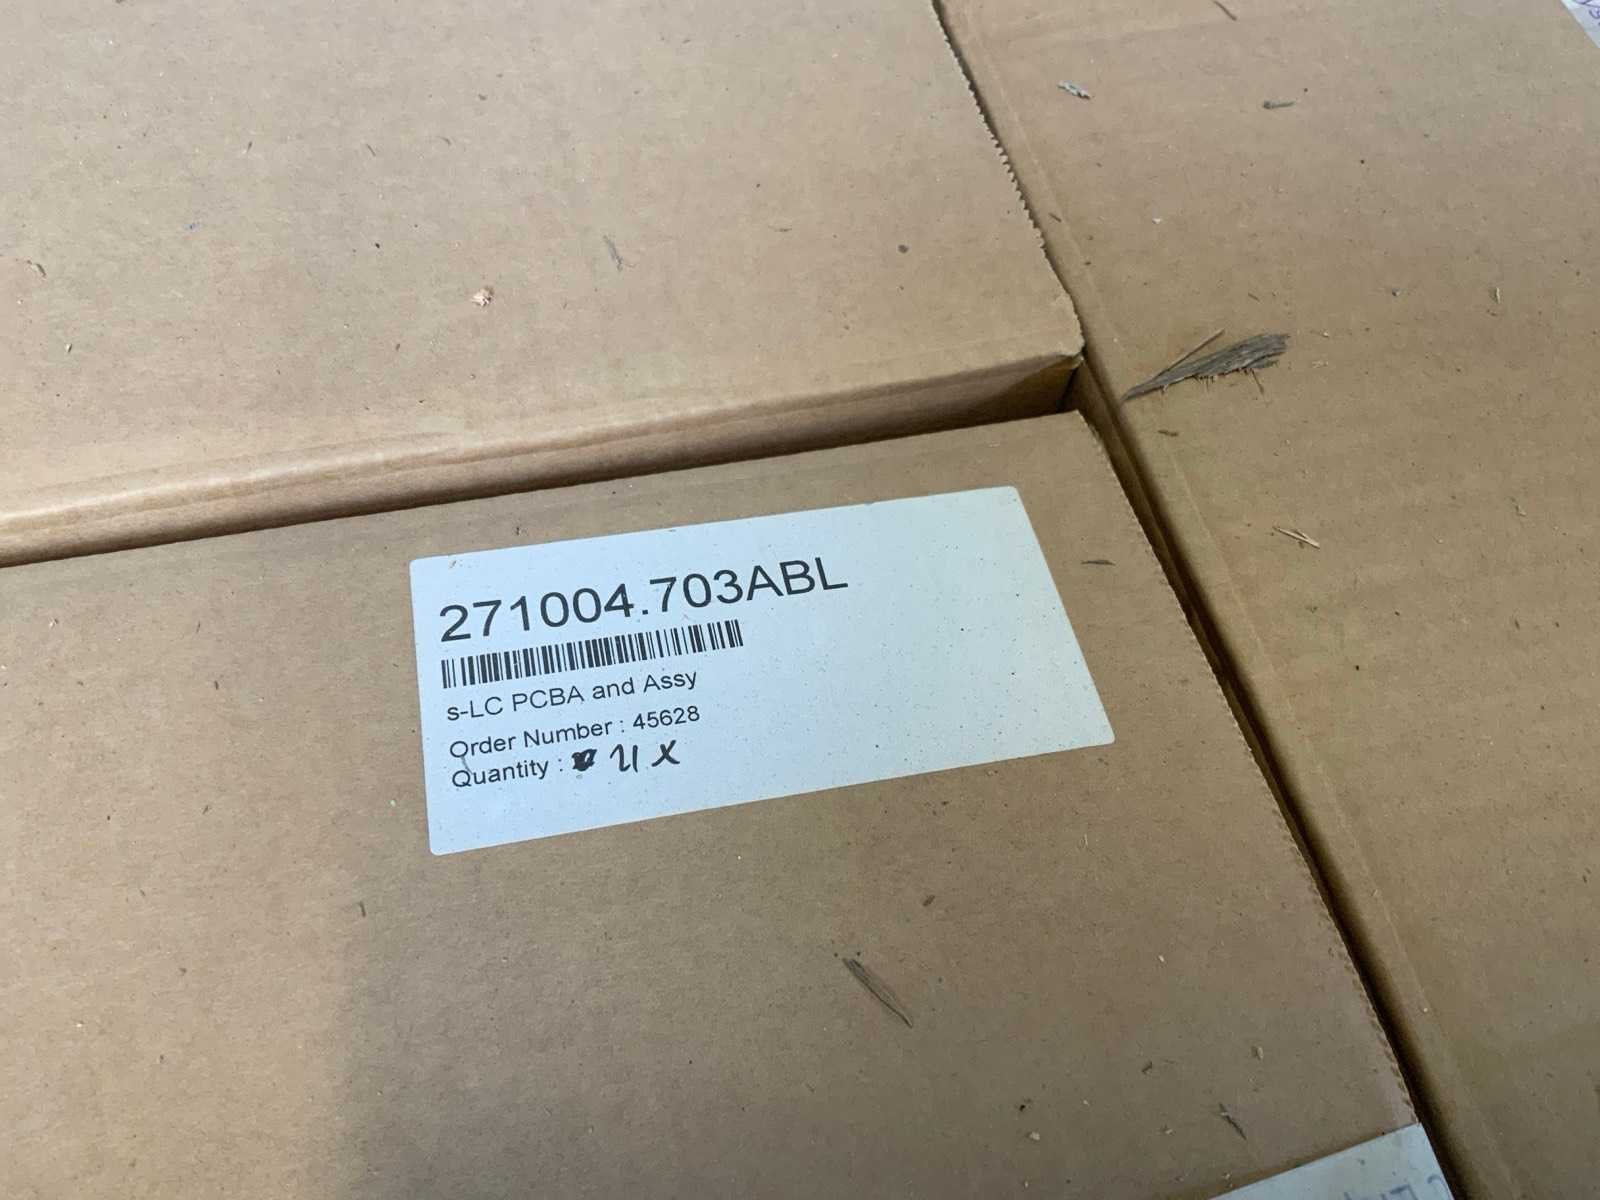 271004.703ABL
s-LC PCBA and Assy
Order Number : 45628
Quantity : 21 x